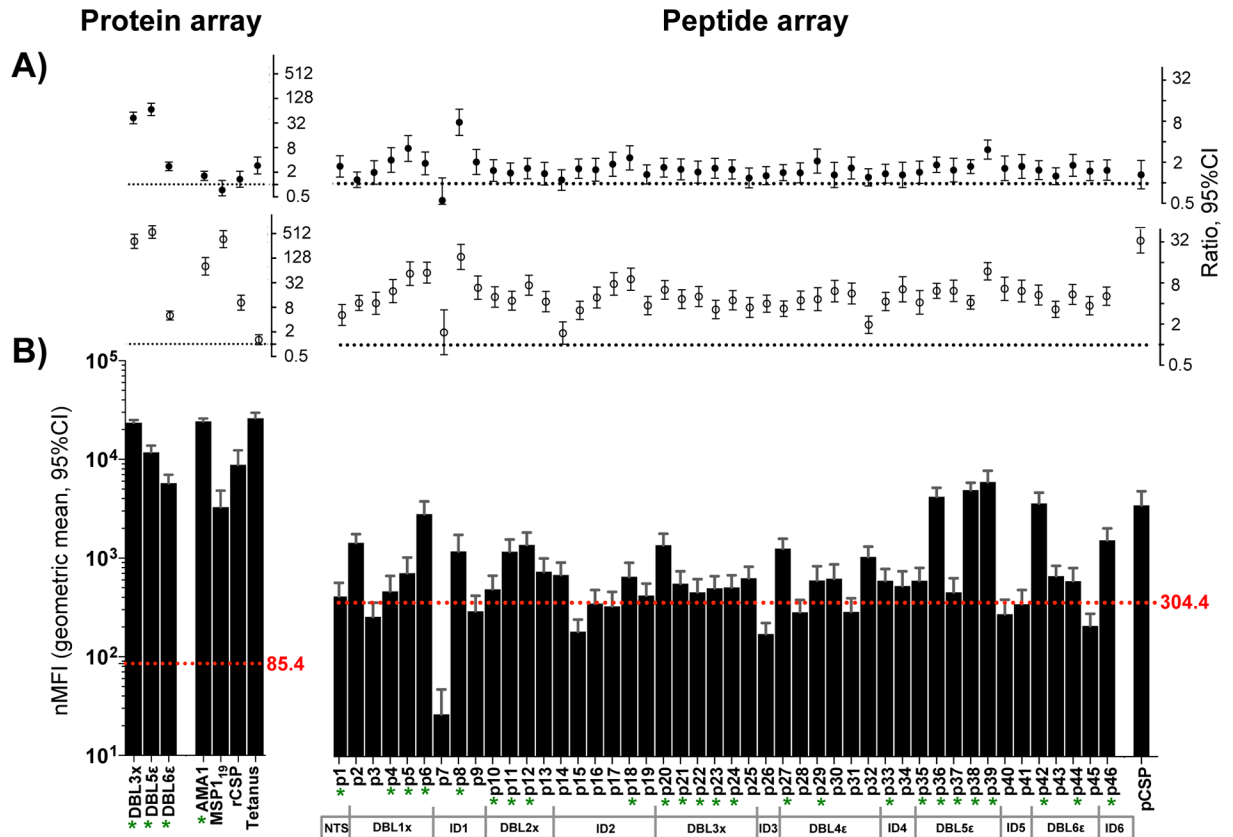 Protein array
Peptide array
A)
512
128
32
8
2
0.5
32
8
2
0.5
512
128
32
8
2
0.5
32
8
2
0.5
Ratio, 95%CI
B)
nMFI (geometric mean, 95%CI)
10⁵
10⁴
10³
10²
10¹
85.4
304.4
* DBL3x
* DBL5ε
* DBL6ε
* AMA1
MSP1₁₉
rCSP
Tetanus
* p1
p2
p3
* p4
* p5
* p6
p7
* p8
p9
* p10
* p11
* p12
p13
p14
p15
p16
p17
* p18
p19
* p20
* p21
* p22
* p23
* p24
p25
p26
* p27
p28
* p29
p30
p31
p32
* p33
p34
* p35
* p36
* p37
* p38
* p39
p40
p41
* p42
p43
* p44
p45
* p46
pCSP
NTS
DBL1x
ID1
DBL2x
ID2
DBL3x
ID3
DBL4ε
ID4
DBL5ε
ID5
DBL6ε
ID6